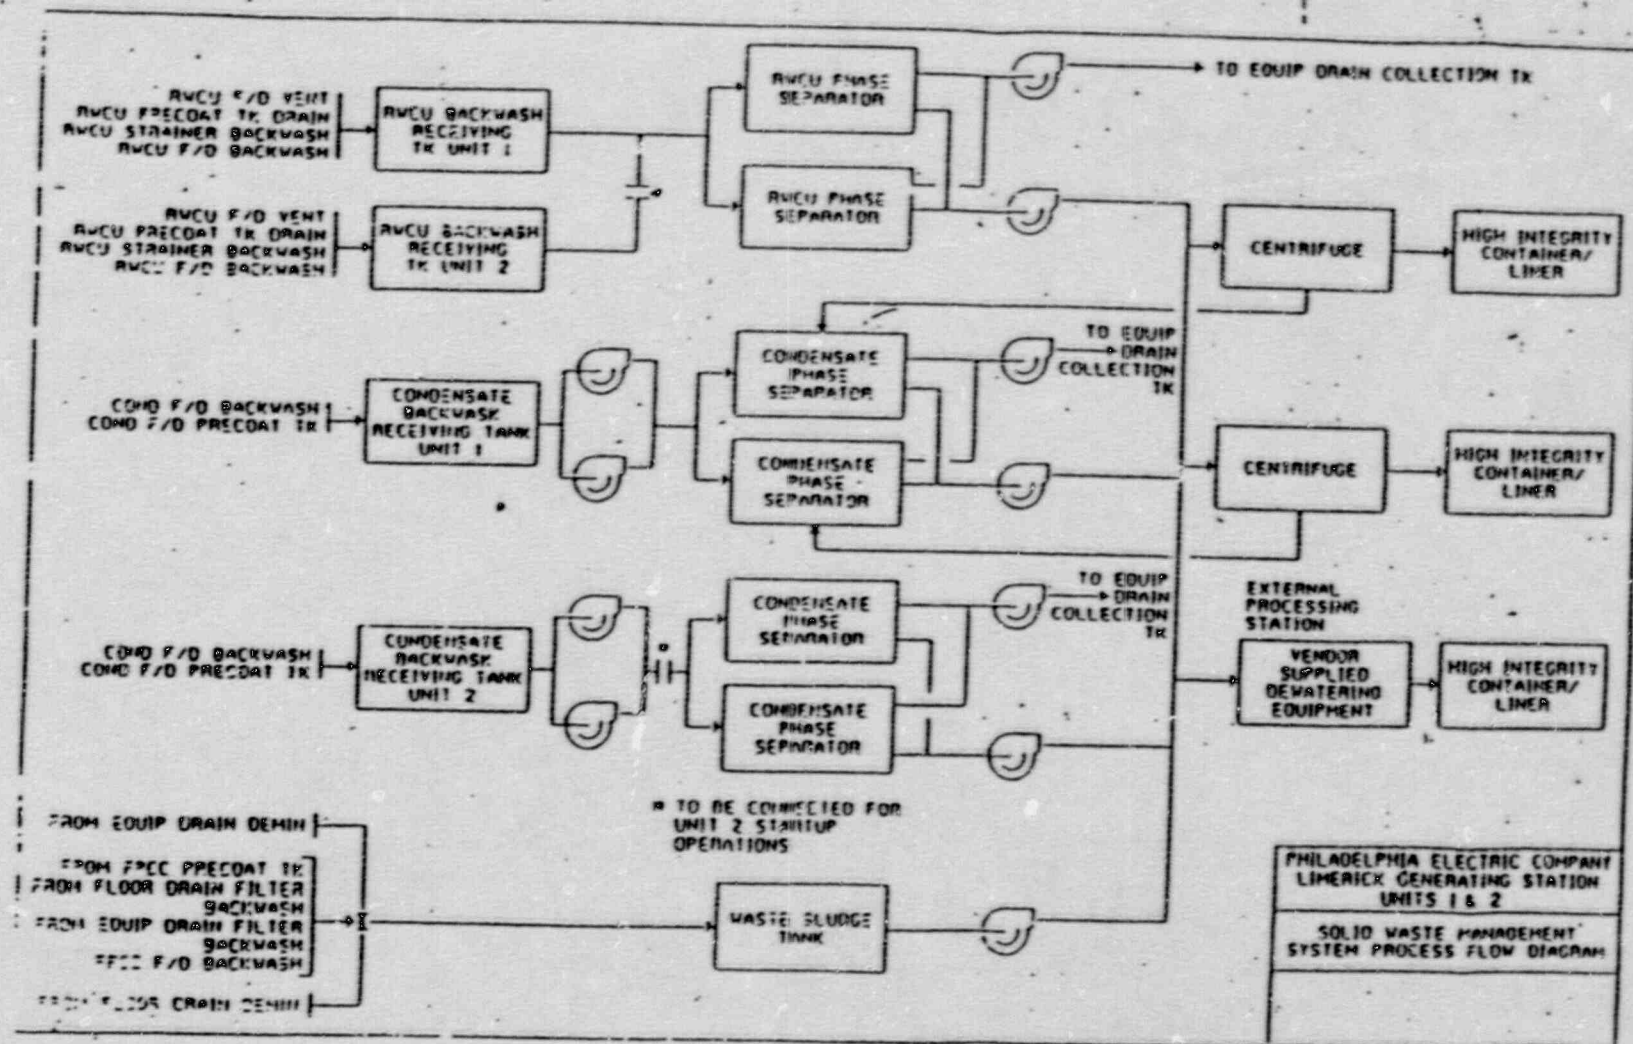 RWCU F/D VENT
RWCU PRECOAT TK DRAIN
RWCU STRAINER BACKWASH
RWCU F/D BACKWASH
RWCU BACKWASH
RECEIVING
TK UNIT 1
RWCU PHASE
SEPARATOR
TO EQUIP DRAIN COLLECTION TK
RWCU F/D VENT
RWCU PRECOAT TK DRAIN
RWCU STRAINER BACKWASH
RWCU F/D BACKWASH
RWCU BACKWASH
RECEIVING
TK UNIT 2
RWCU PHASE
SEPARATOR
CENTRIFUGE
HIGH INTEGRITY
CONTAINER/
LINER
COND F/D BACKWASH
COND F/D PRECOAT TK
CONDENSATE
BACKWASK
RECEIVING TANK
UNIT 1
CONDENSATE
PHASE
SEPARATOR
TO EQUIP
DRAIN
COLLECTION
TK
CONDENSATE
PHASE
SEPARATOR
CENTRIFUGE
HIGH INTEGRITY
CONTAINER/
LINER
COND F/D BACKWASH
COND F/D PRECOAT TK
CONDENSATE
BACKWASK
RECEIVING TANK
UNIT 2
CONDENSATE
PHASE
SEPARATOR
TO EQUIP
DRAIN
COLLECTION
TK
CONDENSATE
PHASE
SEPARATOR
EXTERNAL
PROCESSING
STATION
VENDOR
SUPPLIED
DEWATERING
EQUIPMENT
HIGH INTEGRITY
CONTAINER/
LINER
* TO BE CONNECTED FOR
UNIT 2 STARTUP
OPERATIONS
FROM EQUIP DRAIN DEMIN
FROM FPCC PRECOAT TK
FROM FLOOR DRAIN FILTER
BACKWASH
FROM EQUIP DRAIN FILTER
BACKWASH
FPCC F/D BACKWASH
FROM FLOOR DRAIN DEMIN
WASTE SLUDGE
TANK
PHILADELPHIA ELECTRIC COMPANY
LIMERICK GENERATING STATION
UNITS 1 & 2
SOLID WASTE MANAGEMENT
SYSTEM PROCESS FLOW DIAGRAM